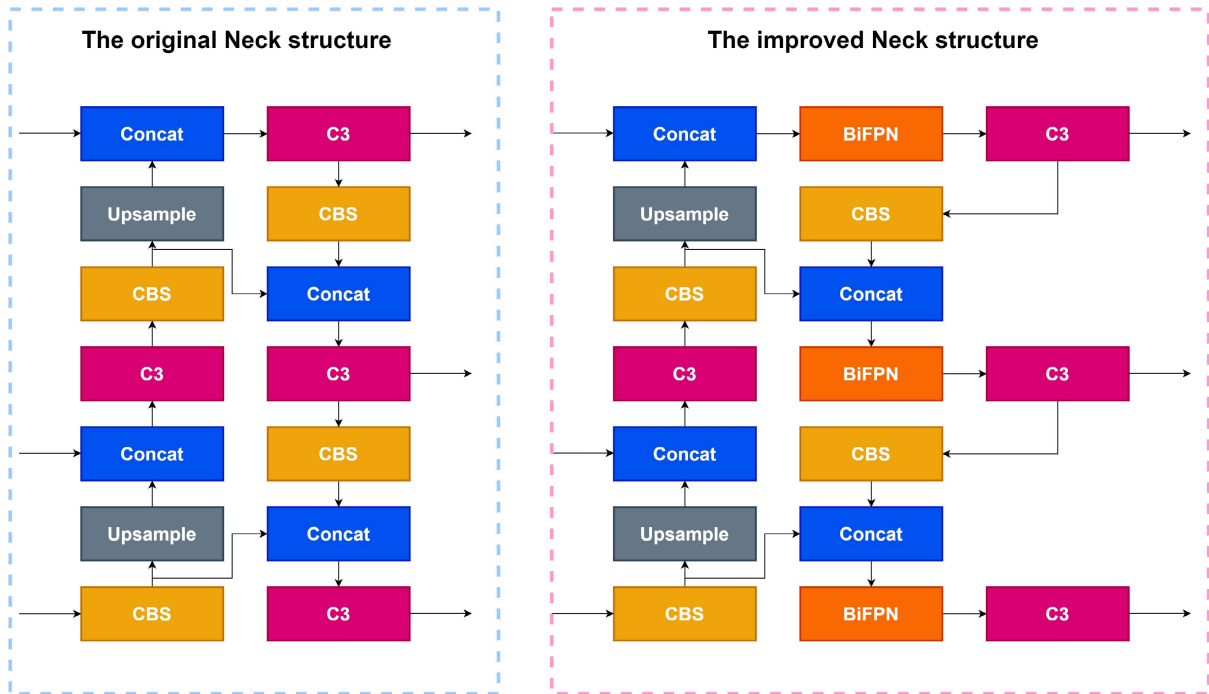 The original Neck structure
Concat
C3
Upsample
CBS
CBS
Concat
C3
C3
Concat
CBS
Upsample
Concat
CBS
C3
The improved Neck structure
Concat
BiFPN
C3
Upsample
CBS
CBS
Concat
C3
BiFPN
C3
Concat
CBS
Upsample
Concat
CBS
BiFPN
C3